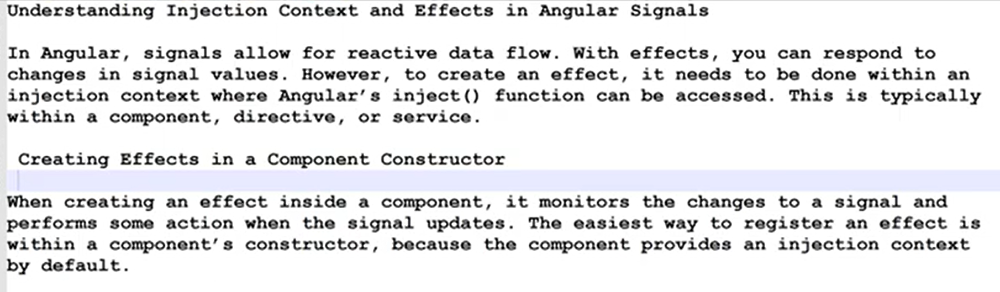 Understanding Injection Context and Effects in Angular Signals
In Angular, signals allow for reactive data flow. With effects, you can respond to
changes in signal values. However, to create an effect, it needs to be done within an
injection context where Angular's inject() function can be accessed. This is typically
within a component, directive, or service.
Creating Effects in a Component Constructor
When creating an effect inside a component, it monitors the changes to a signal and
performs some action when the signal updates. The easiest way to register an effect is
within a component's constructor, because the component provides an injection context
by default.